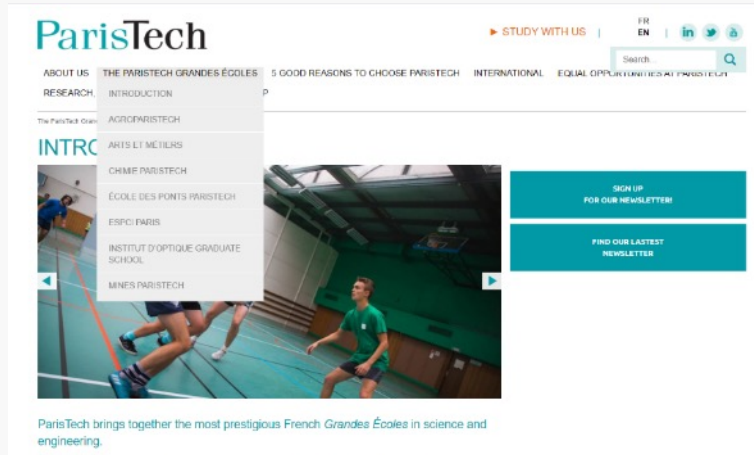 ParisTech
STUDY WITH US |
FR
EN |
Search...
ABOUT US THE PARISTECH GRANDES ÉCOLES 5 GOOD REASONS TO CHOOSE PARISTECH INTERNATIONAL EQUAL OPPORTUNITIES AT PARISTECH
RESEARCH,
P
INTRODUCTION
The ParisTech
AGROPARISTECH
INTRO
ARTS ET MÉTIERS
CHIMIE PARISTECH
ÉCOLE DES PONTS PARISTECH
ESPCI PARIS
INSTITUT D'OPTIQUE GRADUATE
SCHOOL
MINES PARISTECH
SIGN UP
FOR OUR NEWSLETTER!
FIND OUR LASTEST
NEWSLETTER
ParisTech brings together the most prestigious French Grandes Écoles in science and
engineering.